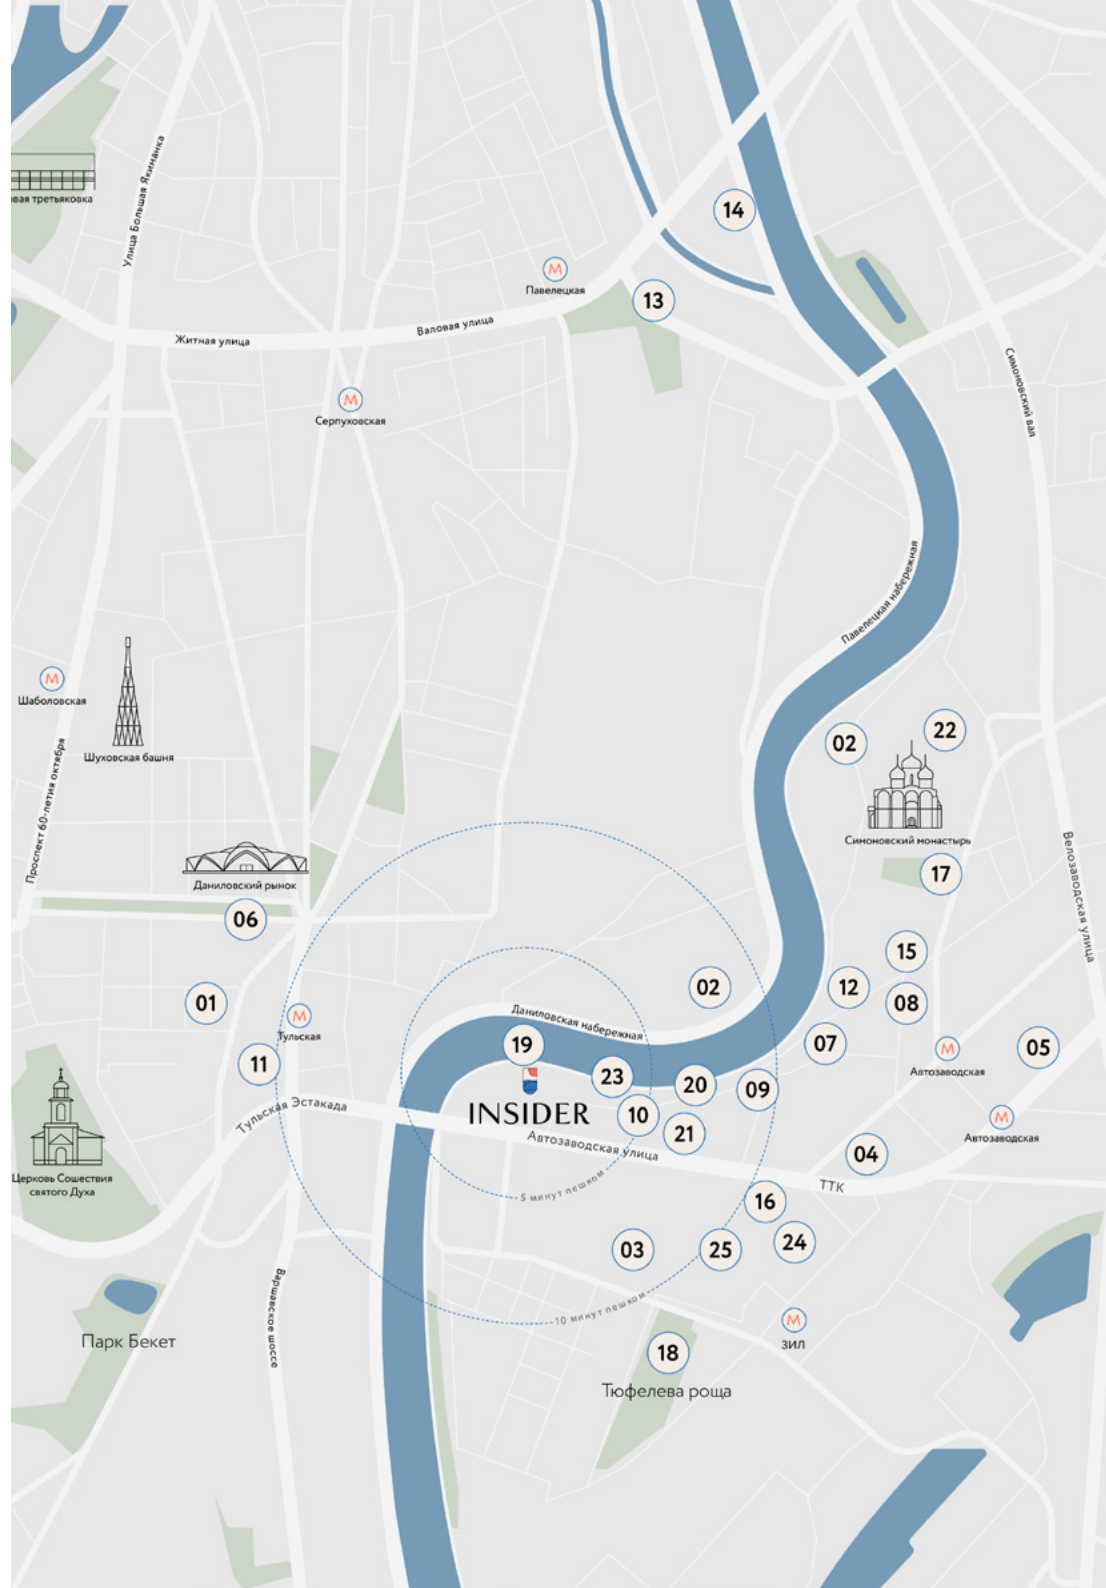 Улица Большая Якиманка
вая третьяковка
14
М
Павелецкая
13
Житная улица
Валовая улица
Симоновский вал
М
Серпуховская
Павелецкая набережная
М
Шаболовская
Шуховская башня
Проспект 60-летия октября
02
22
Симоновский монастырь
Велозаводская улица
17
Даниловский рынок
06
15
01
02
12
08
М
Тульская
Даниловская набережная
19
07
М
Автозаводская
05
11
23
20
09
INSIDER
10
21
М
Автозаводская
Тульская Эстакада
Автозаводская улица
04
ТТК
Церковь Сошествия
святого Духа
5 минут пешком
16
24
03
25
Варшавское шоссе
10 минут пешком
М
ЗИЛ
Парк Бекет
18
Тюфелева роща